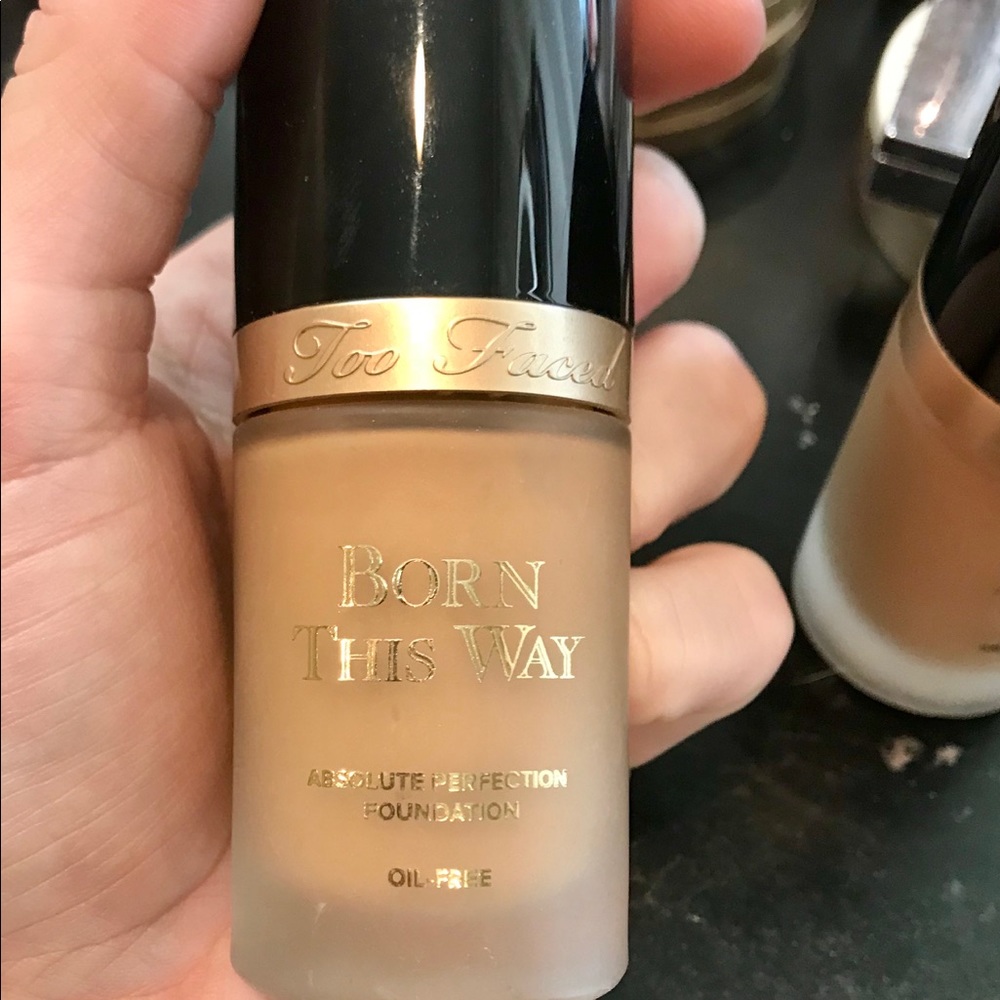 Too Faced
BORN
THIS WAY
ABSOLUTE PERFECTION
FOUNDATION
OIL-FREE